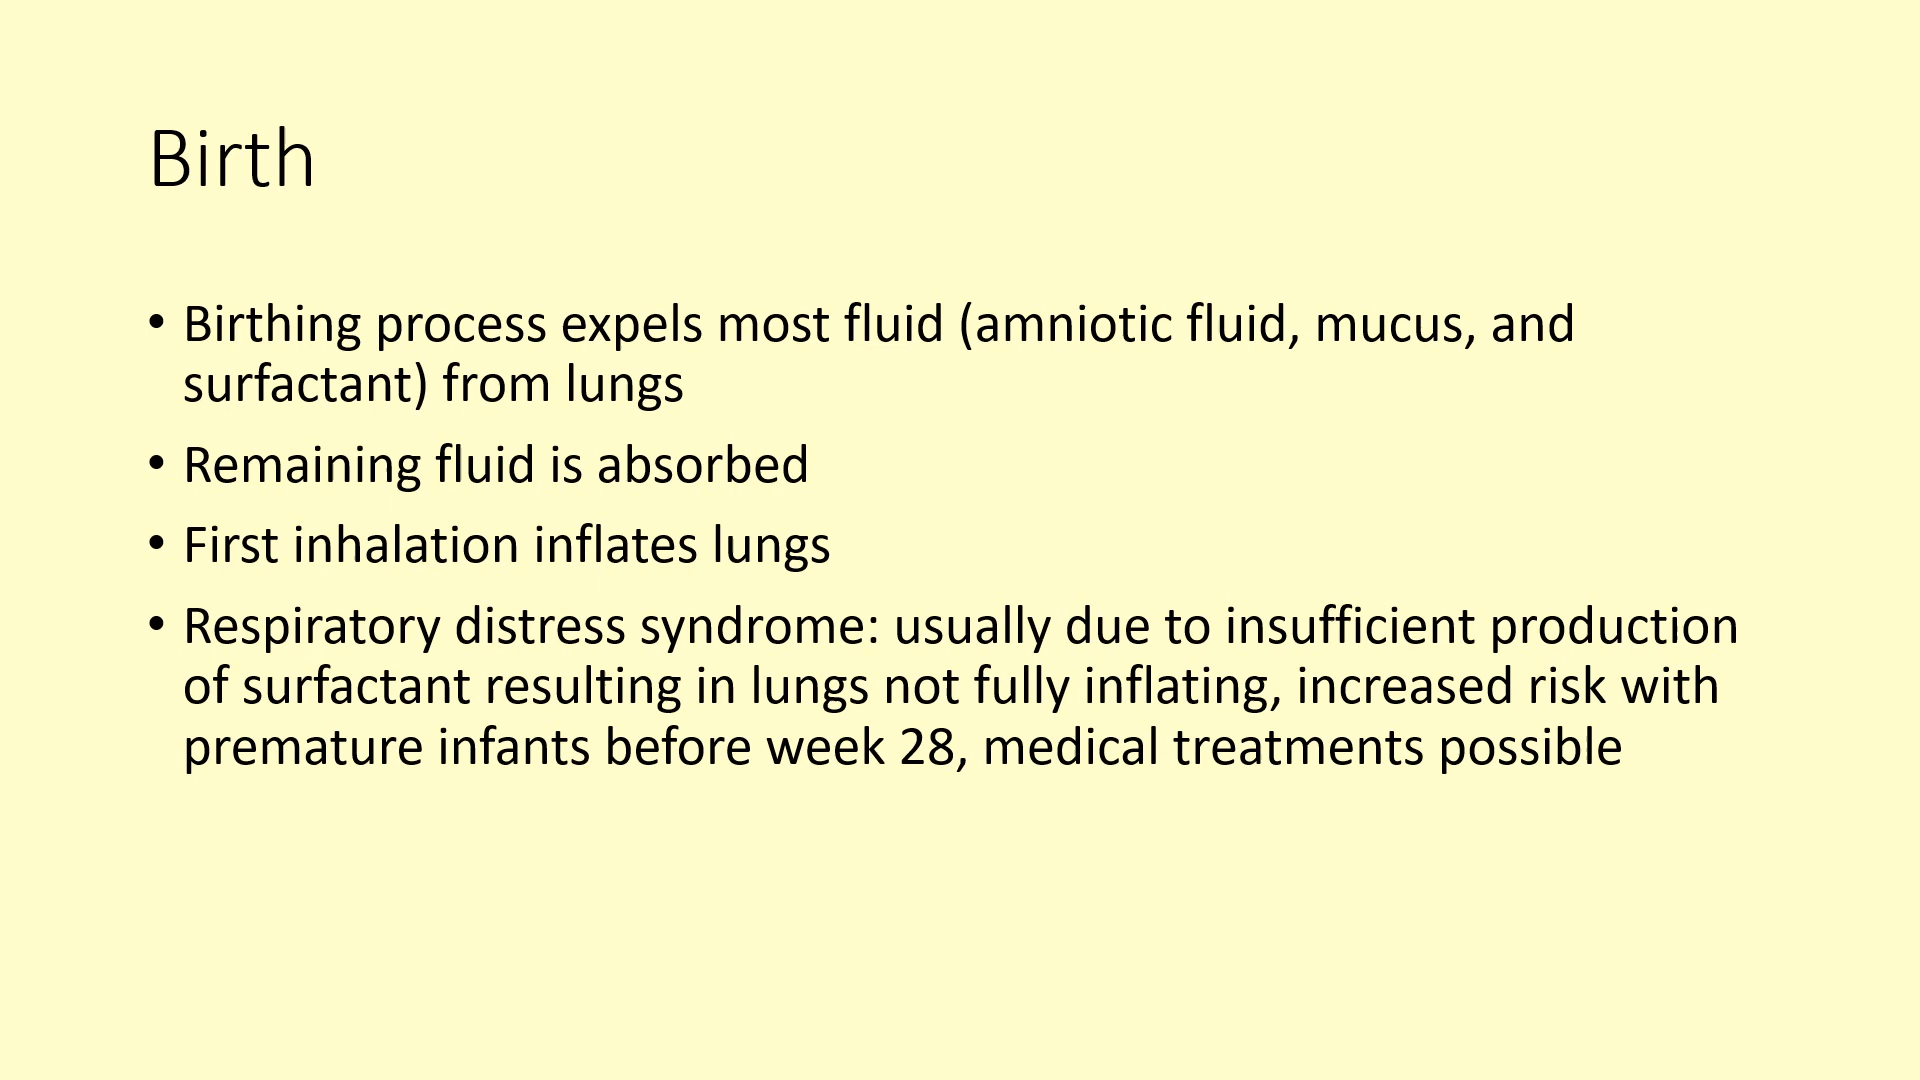 Birth
• Birthing process expels most fluid (amniotic fluid, mucus, and
surfactant) from lungs
• Remaining fluid is absorbed
• First inhalation inflates lungs
• Respiratory distress syndrome: usually due to insufficient production
of surfactant resulting in lungs not fully inflating, increased risk with
premature infants before week 28, medical treatments possible